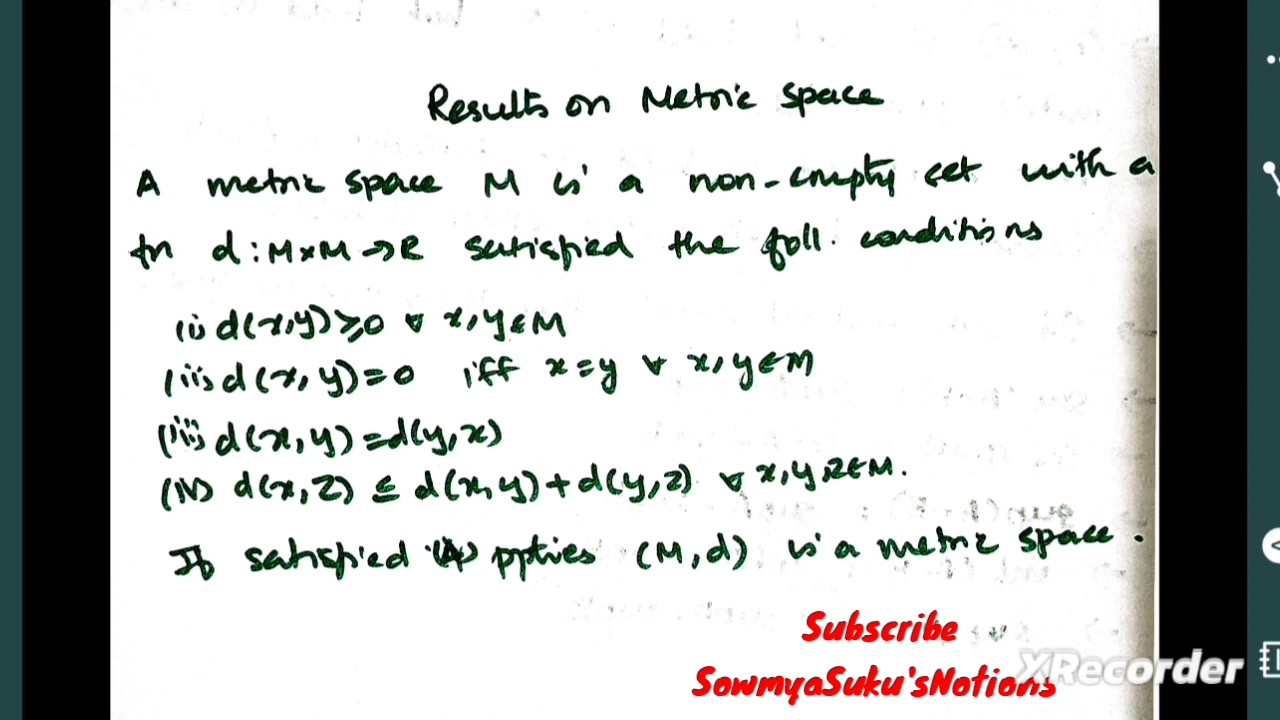 Results on Metric space
A metric space M is a non-empty set with a
fn d : M×M→R satisfied the foll. conditions
(i) d(x,y)≥0 ∀ x,y∈M
(ii) d(x,y)=0 iff x=y ∀ x,y∈M
(iii) d(x,y)=d(y,x)
(iv) d(x,z) ≤ d(x,y)+d(y,z) ∀ x,y,z∈M.
If satisfied (4) ppties (M,d) is a metric space.
Subscribe
SowmyaSuku'sNotions
XRecorder